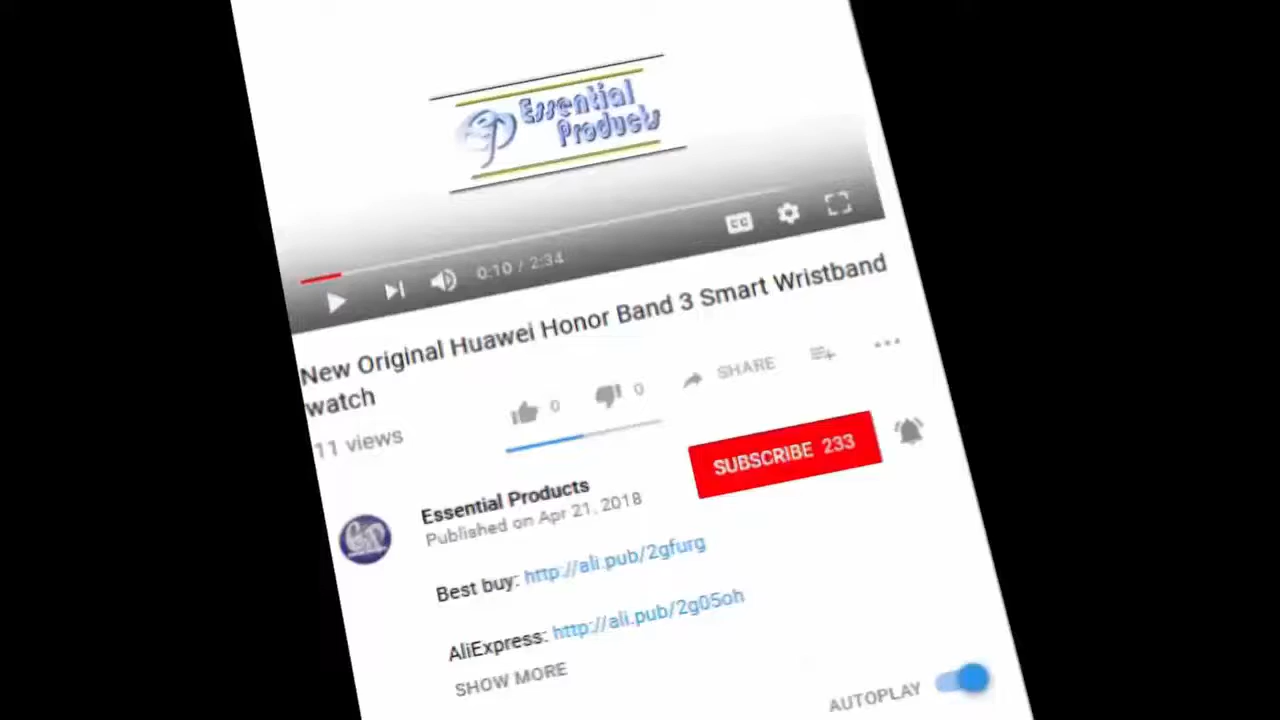 Essential
Products
CC
0:10 / 2:34
New Original Huawei Honor Band 3 Smart Wristband
watch
11 views
0
0
SHARE
SUBSCRIBE 233
Essential Products
Published on Apr 21, 2018
Best buy: http://ali.pub/2gfurg
AliExpress: http://ali.pub/2g05oh
SHOW MORE
AUTOPLAY